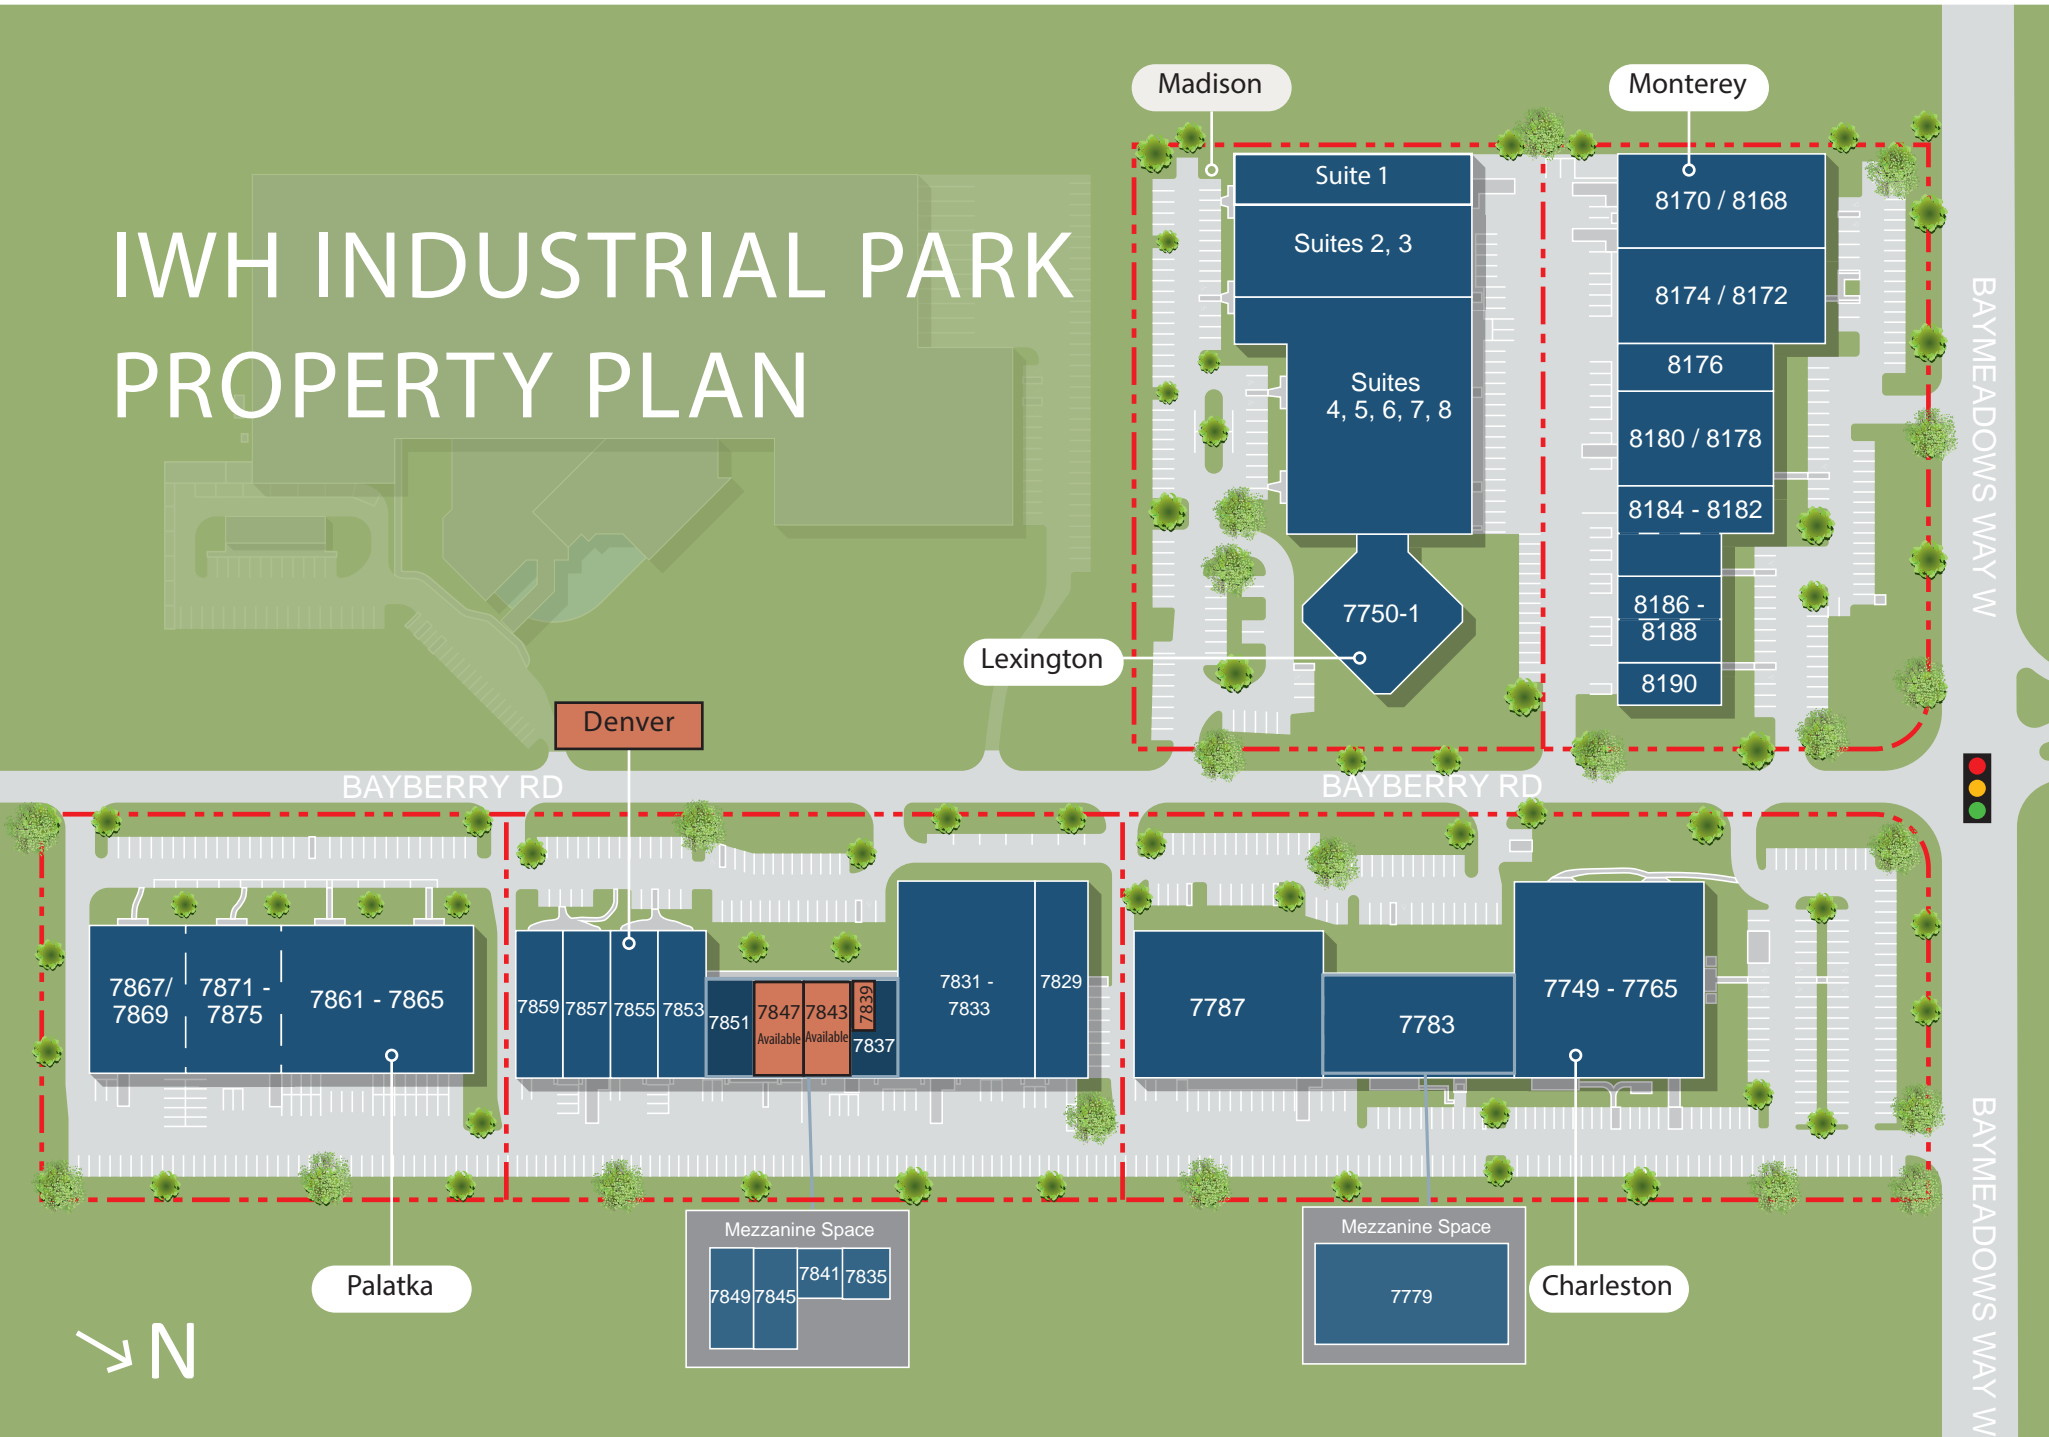 IWH INDUSTRIAL PARK
PROPERTY PLAN
Madison
Monterey
Suite 1
Suites 2, 3
Suites
4, 5, 6, 7, 8
7750-1
Lexington
8170 / 8168
8174 / 8172
8176
8180 / 8178
8184 - 8182
8186 -
8188
8190
BAYMEADOWS WAY W
Denver
BAYBERRY RD
BAYBERRY RD
7867/
7869
7871 -
7875
7861 - 7865
7859
7857
7855
7853
7851
7847
Available
7843
Available
7839
7837
7831 -
7833
7829
7787
7783
7749 - 7765
BAYMEADOWS WAY W
Palatka
Mezzanine Space
7849
7845
7841
7835
Mezzanine Space
7779
Charleston
N